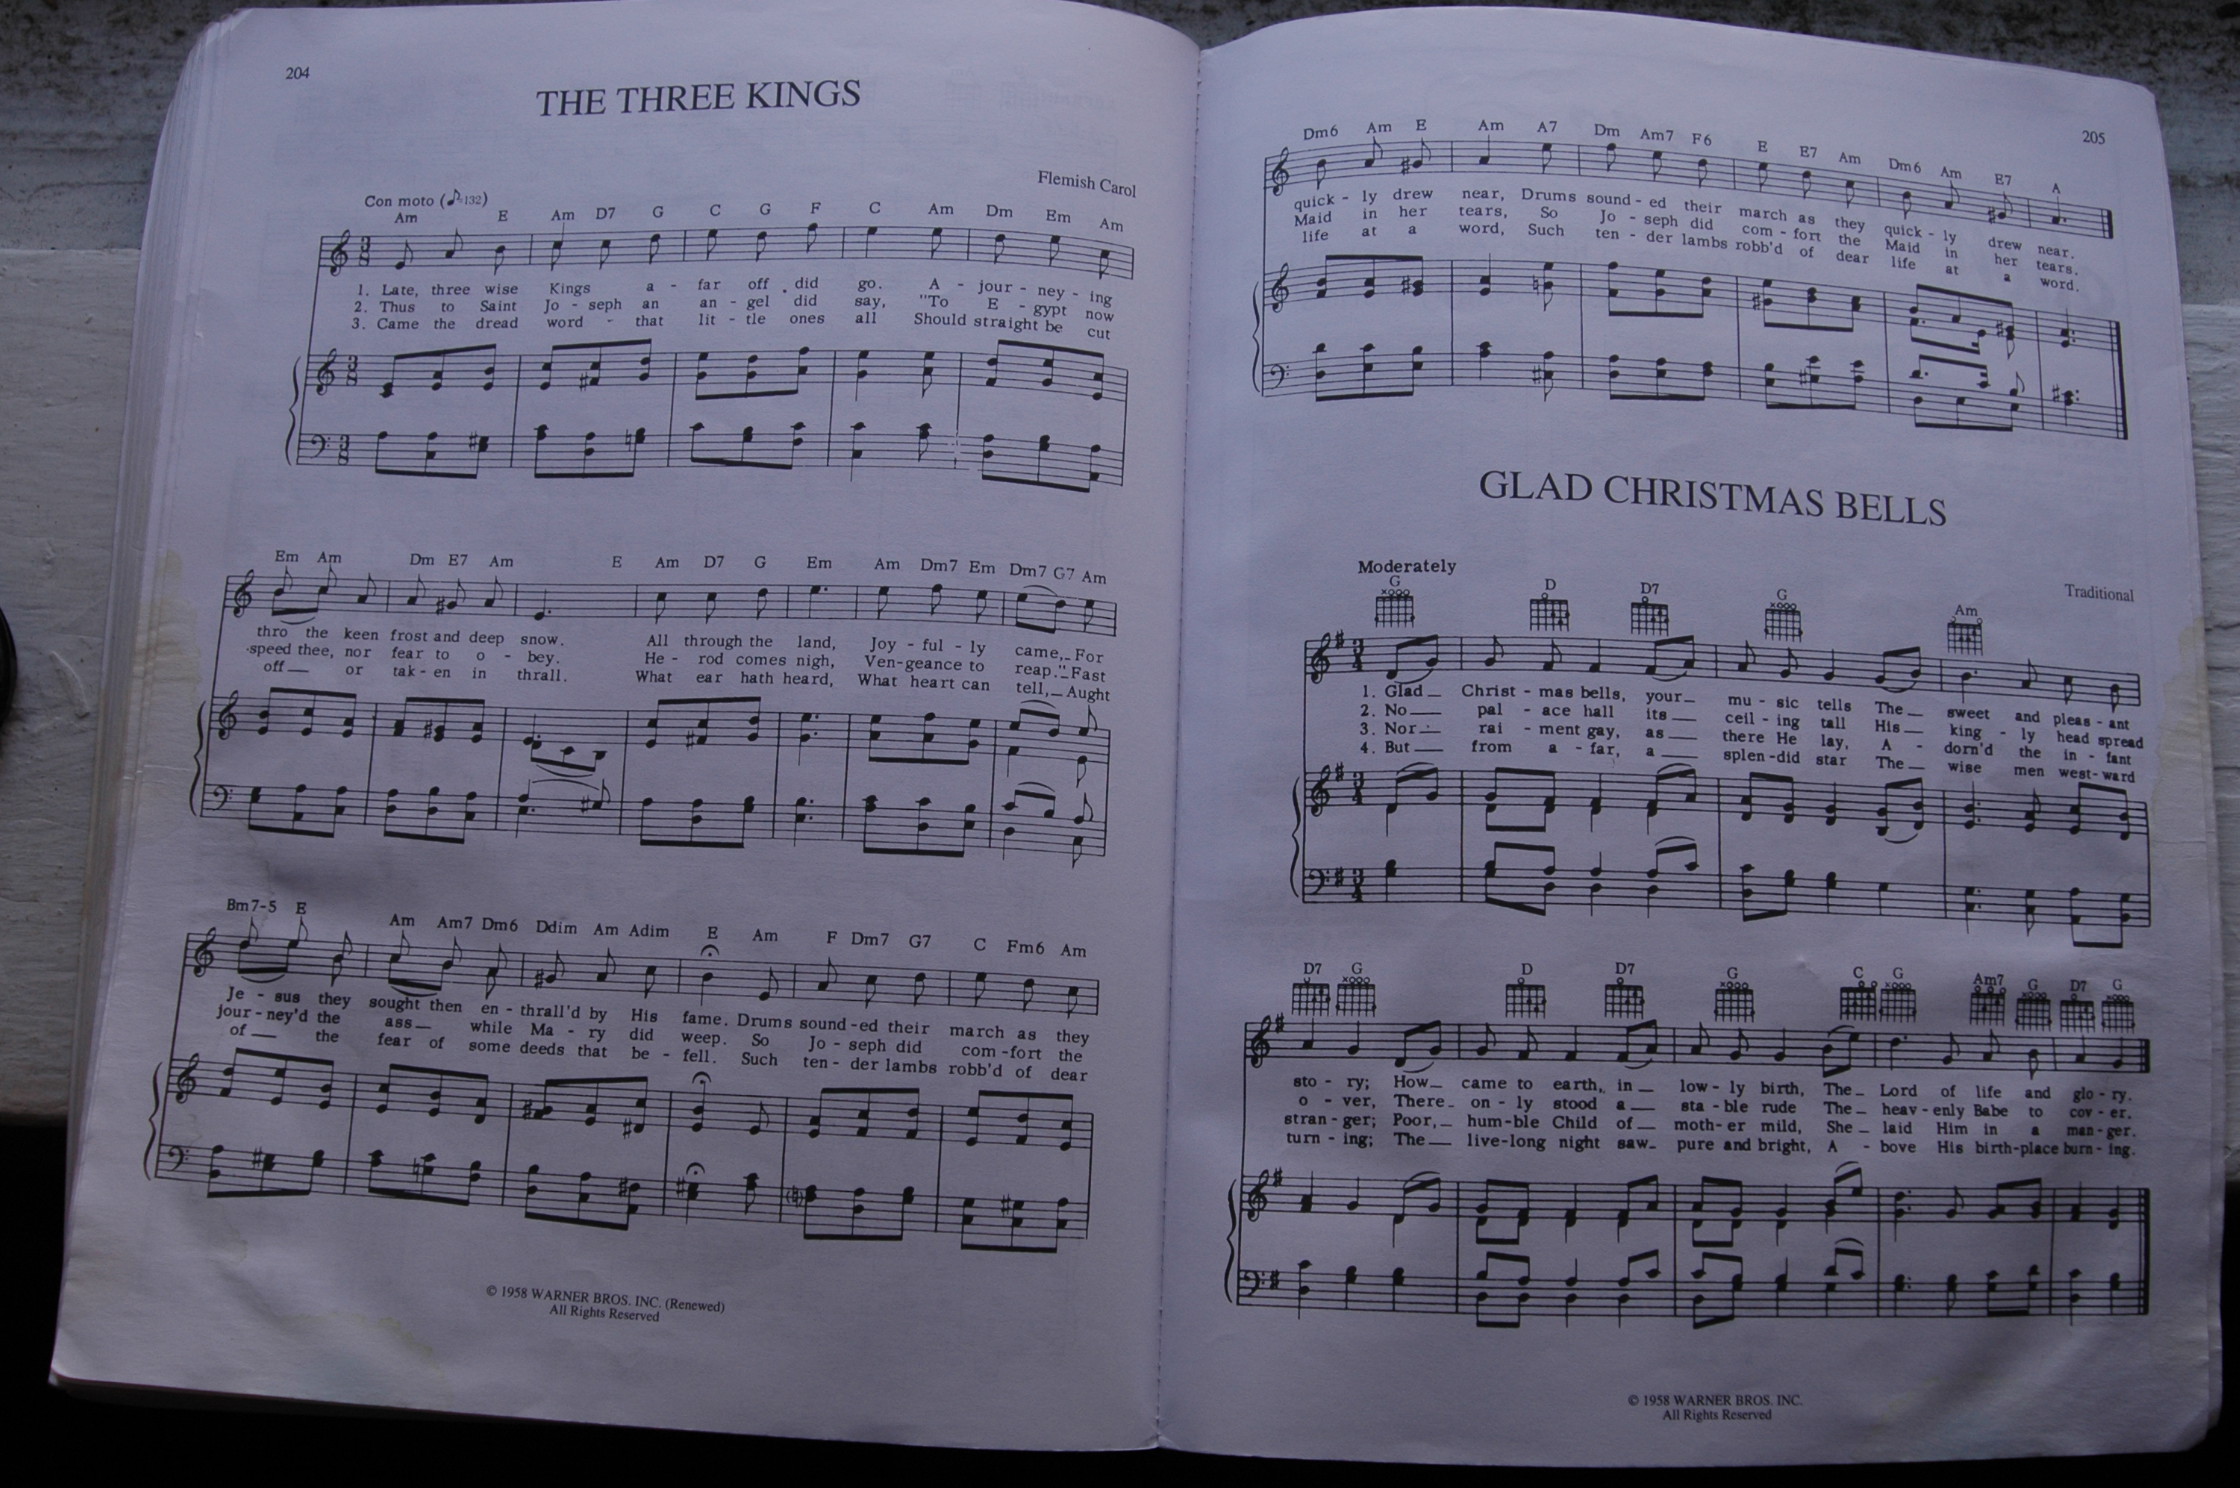 204
THE THREE KINGS
Flemish Carol
Con moto (♪=132)
Am E Am D7 G C G F C Am Dm Em Am
1. Late, three wise Kings a - far off did go. A - jour - ney - ing
2. Thus to Saint Jo - seph an an - gel did say, "To E - gypt now
3. Came the dread word - that lit - tle ones all Should straight be cut
Em Am Dm E7 Am E Am D7 G Em Am Dm7 Em Dm7 G7 Am
thro the keen frost and deep snow. All through the land, Joy - ful - ly came, For
speed thee, nor fear to o - bey. He - rod comes nigh, Ven - geance to reap." Fast
off or tak - en in thrall. What ear hath heard, What heart can tell, Aught
Bm7-5 E Am Am7 Dm6 Ddim Am Adim E Am F Dm7 G7 C Fm6 Am
Je - sus they sought then en - thrall'd by His fame. Drums sound - ed their march as they
jour - ney'd the ass while Ma - ry did weep. So Jo - seph did com - fort the
of the fear of some deeds that be - fell. Such ten - der lambs robb'd of dear
© 1958 WARNER BROS. INC. (Renewed)
All Rights Reserved
205
Dm6 Am E Am A7 Dm Am7 F6 E E7 Am Dm6 Am E7 A
quick - ly drew near, Drums sound - ed their march as they quick - ly drew near.
Maid in her tears, So Jo - seph did com - fort the Maid in her tears.
life at a word, Such ten - der lambs robb'd of dear life at a word.
GLAD CHRISTMAS BELLS
Traditional
Moderately
G D D7 G Am
1. Glad Christ - mas bells, your mu - sic tells The sweet and pleas - ant
2. No pal - ace hall its ceil - ing tall His king - ly head spread
3. Nor rai - ment gay, as there He lay, A - dorn'd the in - fant
4. But from a - far, a splen - did star The wise men west - ward
D7 G D D7 G C G Am7 G D7 G
sto - ry; How came to earth, in low - ly birth, The Lord of life and glo - ry.
o - ver, There on - ly stood a sta - ble rude The heav - enly Babe to cov - er.
stran - ger; Poor, hum - ble Child of moth - er mild, She laid Him in a man - ger.
turn - ing; The live - long night saw pure and bright, A - bove His birth - place burn - ing.
© 1958 WARNER BROS. INC.
All Rights Reserved